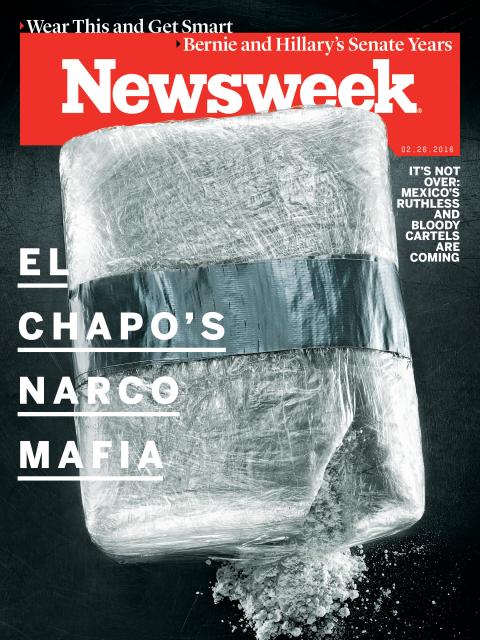 Wear This and Get Smart
Bernie and Hillary’s Senate Years
Newsweek
02.26.2016
IT’S NOT
OVER:
MEXICO’S
RUTHLESS
AND
BLOODY
CARTELS
ARE
COMING
EL
CHAPO’S
NARCO
MAFIA